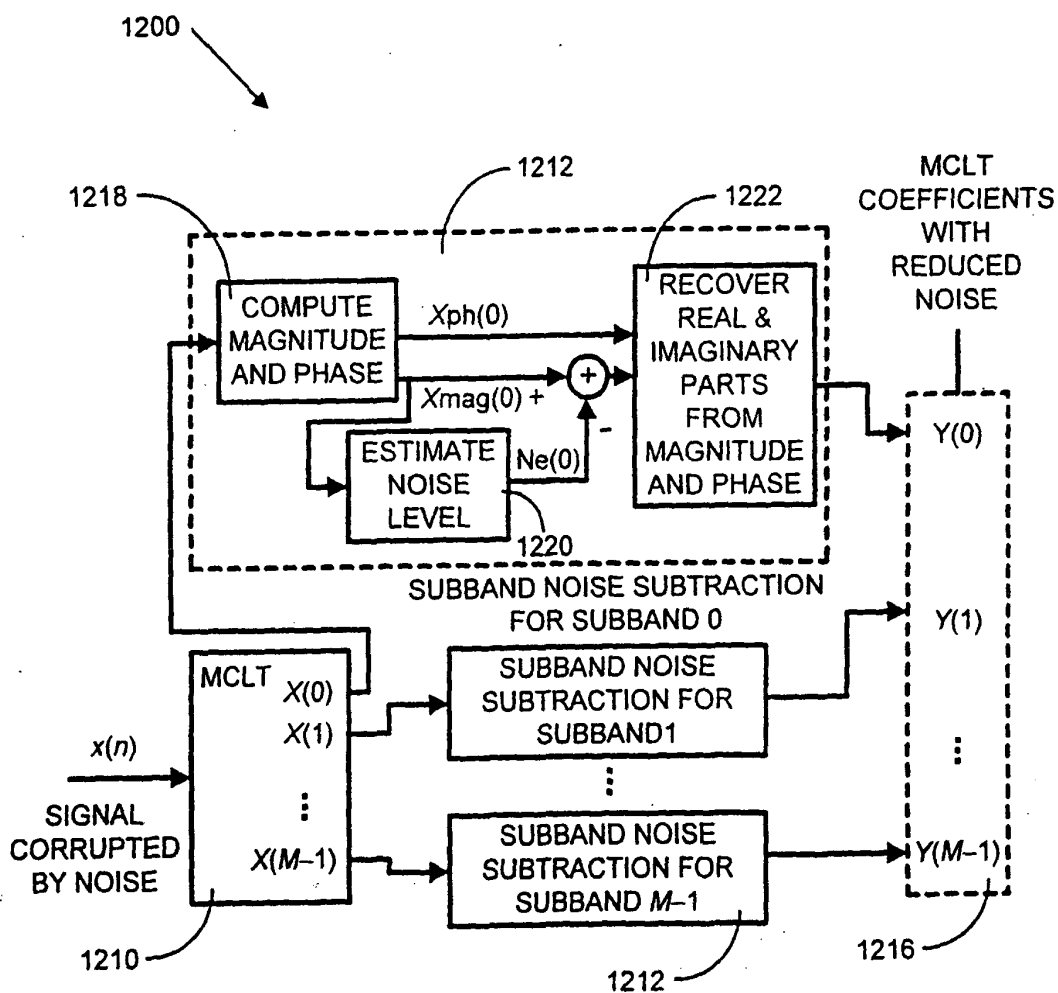 1200
1218
1212
1222
MCLT
COEFFICIENTS
WITH
REDUCED
NOISE
COMPUTE
MAGNITUDE
AND PHASE
Xph(0)
Xmag(0) +
+
-
RECOVER
REAL &
IMAGINARY
PARTS
FROM
MAGNITUDE
AND PHASE
ESTIMATE
NOISE
LEVEL
Ne(0)
1220
SUBBAND NOISE SUBTRACTION
FOR SUBBAND 0
Y(0)
Y(1)
⋮
Y(M–1)
MCLT
X(0)
X(1)
⋮
X(M–1)
x(n)
SIGNAL
CORRUPTED
BY NOISE
SUBBAND NOISE
SUBTRACTION FOR
SUBBAND1
⋮
SUBBAND NOISE
SUBTRACTION FOR
SUBBAND M–1
1210
1212
1216